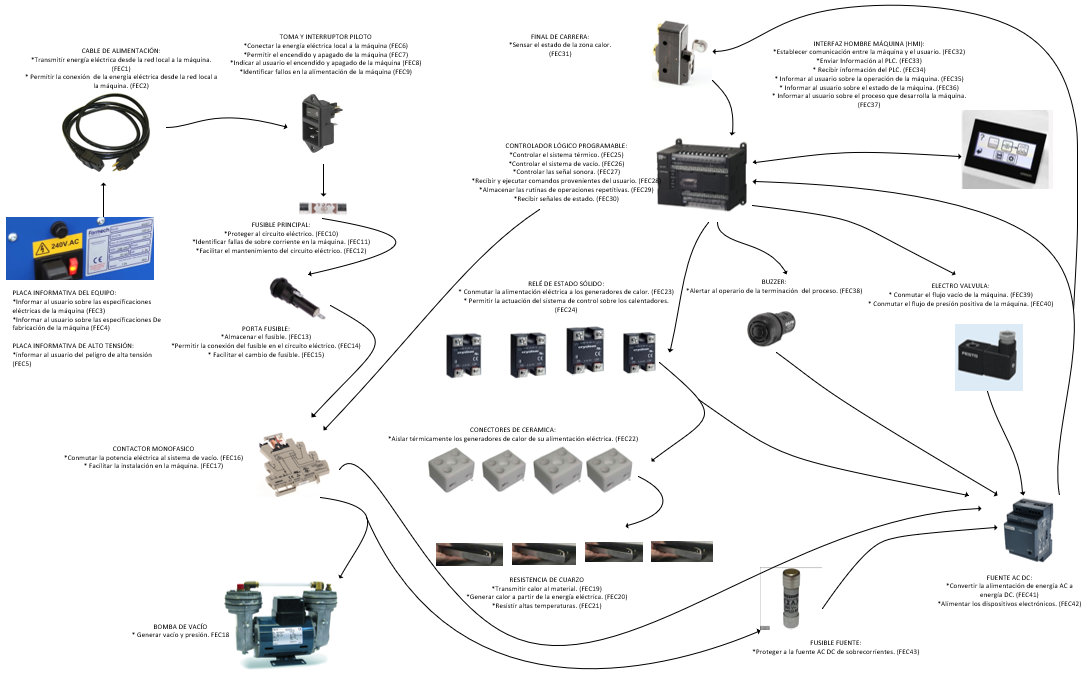 CABLE DE ALIMENTACIÓN:
*Transmitir energía eléctrica desde la red local a la máquina.
(FEC1)
* Permitir la conexión de la energía eléctrica desde la red local a
la máquina. (FEC2)
TOMA Y INTERRUPTOR PILOTO
*Conectar la energía eléctrica local a la máquina (FEC6)
*Permitir el encendido y apagado de la máquina (FEC7)
*Indicar al usuario el encendido y apagado de la máquina (FEC8)
*Identificar fallos en la alimentación de la máquina (FEC9)
FINAL DE CARRERA:
*Sensar el estado de la zona calor.
(FEC31)
INTERFAZ HOMBRE MÁQUINA (HMI):
*Establecer comunicación entre la máquina y el usuario. (FEC32)
*Enviar Información al PLC. (FEC33)
* Recibir información del PLC. (FEC34)
* Informar al usuario sobre la operación de la máquina. (FEC35)
* Informar al usuario sobre el estado de la máquina. (FEC36)
* Informar al usuario sobre el proceso que desarrolla la máquina.
(FEC37)
CONTROLADOR LÓGICO PROGRAMABLE:
*Controlar el sistema térmico. (FEC25)
*Controlar el sistema de vacío. (FEC26)
*Controlar las señal sonora. (FEC27)
*Recibir y ejecutar comandos provenientes del usuario. (FEC28)
*Almacenar las rutinas de operaciones repetitivas. (FEC29)
*Recibir señales de estado. (FEC30)
Formech
240V.AC
PLACA INFORMATIVA DEL EQUIPO:
*Informar al usuario sobre las especificaciones
eléctricas de la máquina (FEC3)
*Informar al usuario sobre las especificaciones De
fabricación de la máquina (FEC4)
PLACA INFORMATIVA DE ALTO TENSIÓN:
*informar al usuario del peligro de alta tensión
(FEC5)
FUSIBLE PRINCIPAL:
*Proteger al circuito eléctrico. (FEC10)
*Identificar fallas de sobre corriente en la máquina. (FEC11)
*Facilitar el mantenimiento del circuito eléctrico. (FEC12)
PORTA FUSIBLE:
*Almacenar el fusible. (FEC13)
*Permitir la conexión del fusible en el circuito eléctrico. (FEC14)
* Facilitar el cambio de fusible. (FEC15)
RELÉ DE ESTADO SÓLIDO:
* Conmutar la alimentación eléctrica a los generadores de calor. (FEC23)
* Permitir la actuación del sistema de control sobre los calentadores.
(FEC24)
BUZZER:
*Alertar al operario de la terminación del proceso. (FEC38)
ELECTRO VALVULA:
* Conmutar el flujo vacío de la máquina. (FEC39)
* Conmutar el flujo de presión positiva de la máquina. (FEC40)
FESTO
CONTACTOR MONOFASICO
*Conmutar la potencia eléctrica al sistema de vacío. (FEC16)
* Facilitar la instalación en la máquina. (FEC17)
CONECTORES DE CERAMICA:
*Aislar térmicamente los generadores de calor de su alimentación eléctrica. (FEC22)
RESISTENCIA DE CUARZO
*Transmitir calor al material. (FEC19)
*Generar calor a partir de la energía eléctrica. (FEC20)
*Resistir altas temperaturas. (FEC21)
FUENTE AC DC:
*Convertir la alimentación de energía AC a
energía DC. (FEC41)
*Alimentar los dispositivos electrónicos. (FEC42)
BOMBA DE VACÍO
* Generar vacío y presión. FEC18
FUSIBLE FUENTE:
*Proteger a la fuente AC DC de sobrecorrientes. (FEC43)